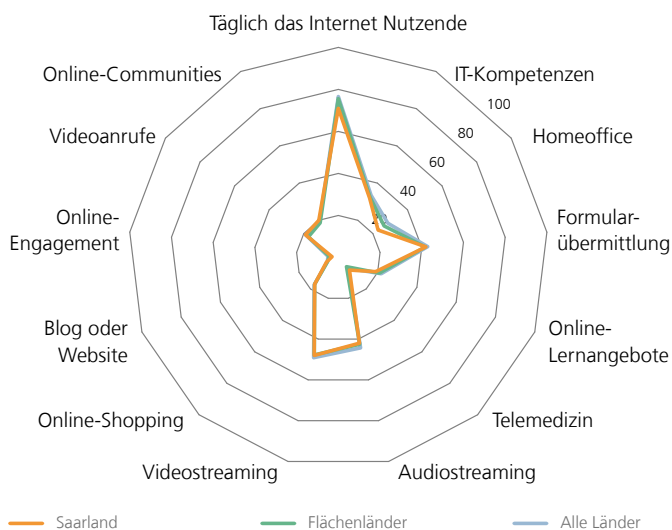 Täglich das Internet Nutzende
Online-Communities
IT-Kompetenzen
100
Videoanrufe
80
Homeoffice
60
Online-
Engagement
40
Formular-
übermittlung
20
Blog oder
Website
Online-
Lernangebote
Online-Shopping
Telemedizin
Videostreaming
Audiostreaming
Saarland
Flächenländer
Alle Länder